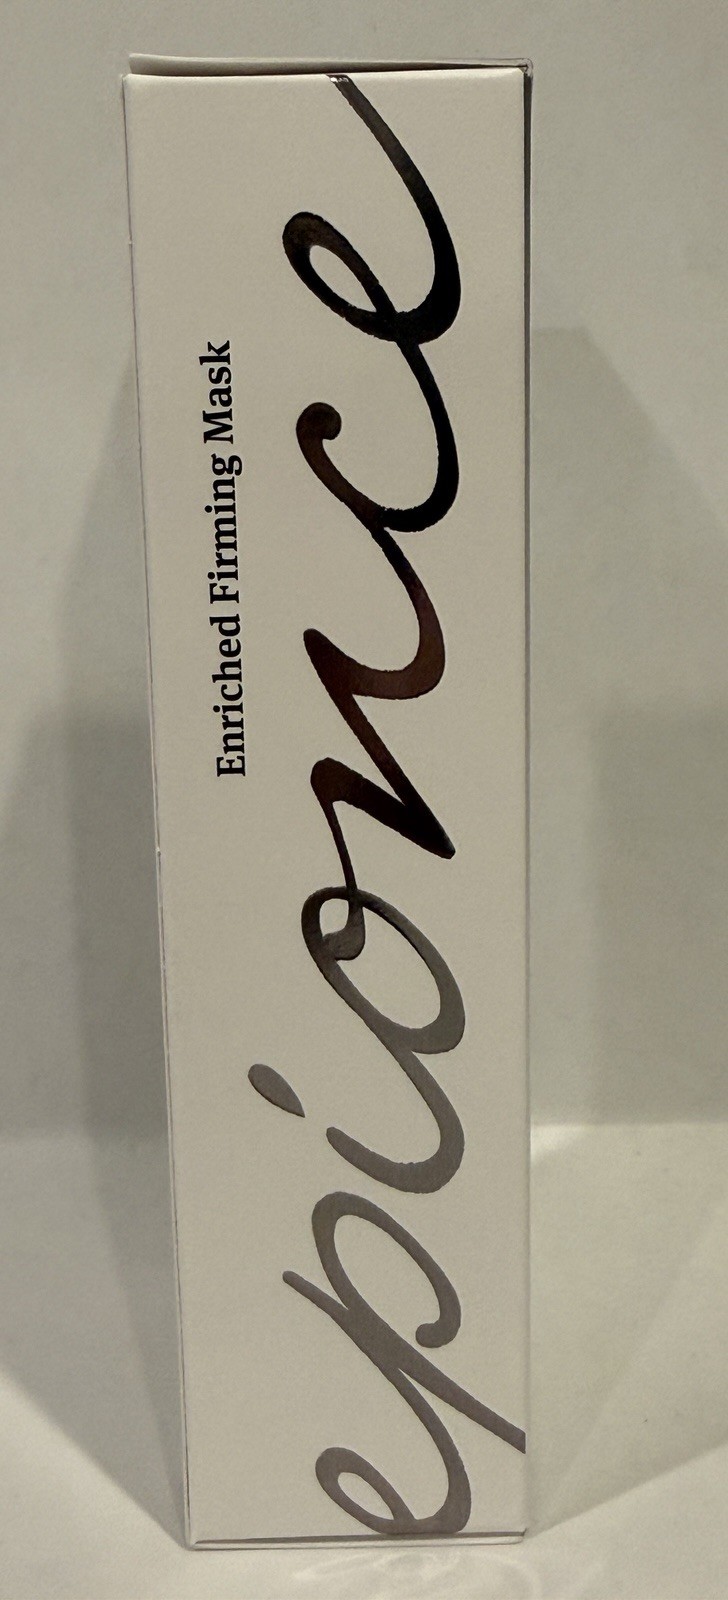 Enriched Firming Mask
epionce